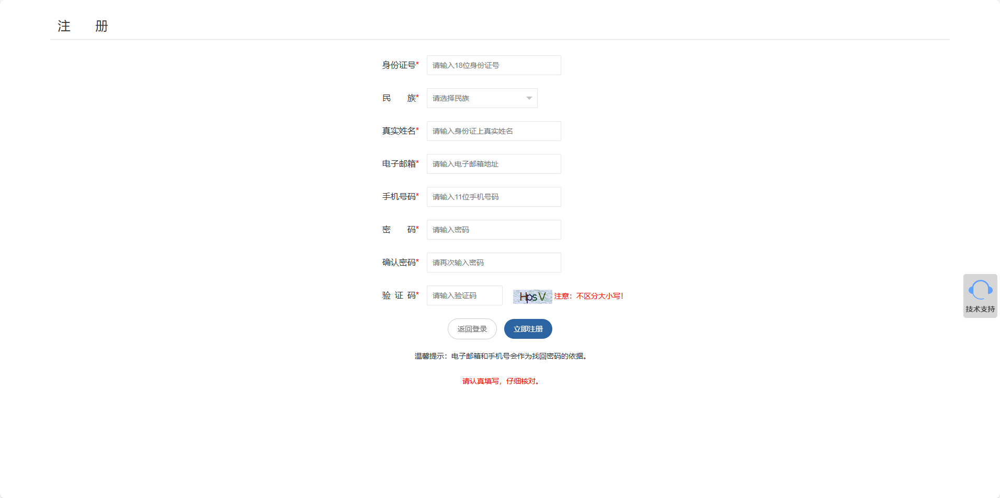 注 册
身份证号* 请输入18位身份证号
民 族* 请选择民族
真实姓名* 请输入身份证上真实姓名
电子邮箱* 请输入电子邮箱地址
手机号码* 请输入11位手机号码
密 码* 请输入密码
确认密码* 请再次输入密码
验 证 码* 请输入验证码 HpsV 注意：不区分大小写！
技术支持
返回登录 立即注册
温馨提示：电子邮箱和手机号会作为找回密码的依据。
请认真填写，仔细核对。